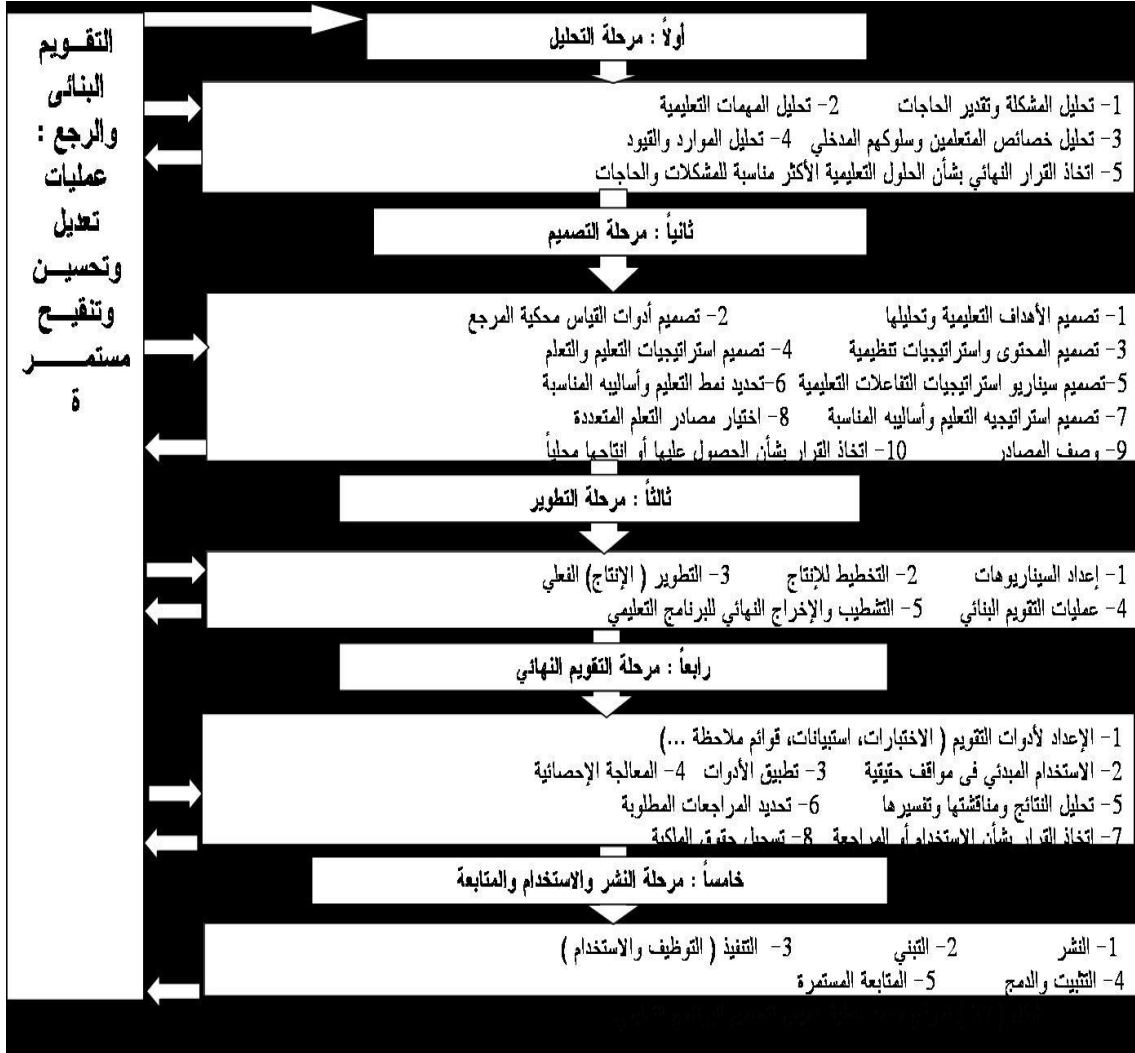 التقــويم
البنائى
والرجع :
عمليات
تعديل
وتحسيــن
وتنقيــح
مستمـــــر
ة
أولاً : مرحلة التحليل
1- تحليل المشكلة وتقدير الحاجات 2- تحليل المهمات التعليمية
3- تحليل خصائص المتعلمين وسلوكهم المدخلي 4- تحليل الموارد والقيود
5- اتخاذ القرار النهائي بشأن الحلول التعليمية الأكثر مناسبة للمشكلات والحاجات
ثانياً : مرحلة التصميم
1- تصميم الأهداف التعليمية وتحليلها 2- تصميم أدوات القياس محكية المرجع
3- تصميم المحتوى واستراتيجيات تنظيمية 4- تصميم استراتيجيات التعليم والتعلم
5-تصميم سيناريو استراتيجيات التفاعلات التعليمية 6-تحديد نمط التعليم وأساليبه المناسبة
7- تصميم استراتيجيه التعليم وأساليبه المناسبة 8- اختيار مصادر التعلم المتعددة
9- وصف المصادر 10- اتخاذ القرار بشأن الحصول عليها أو انتاجها محلياً
ثالثاً : مرحلة التطوير
1- إعداد السيناريوهات 2- التخطيط للإنتاج 3- التطوير ( الإنتاج) الفعلي
4- عمليات التقويم البنائي 5- التشطيب والإخراج النهائي للبرنامج التعليمي
رابعاً : مرحلة التقويم النهائي
1- الإعداد لأدوات التقويم ( الاختبارات، استبيانات، قوائم ملاحظة ...)
2- الاستخدام المبدئي فى مواقف حقيقية 3- تطبيق الأدوات 4- المعالجة الإحصائية
5- تحليل النتائج ومناقشتها وتفسيرها 6- تحديد المراجعات المطلوبة
7- اتخاذ القرار بشأن الاستخدام أو المراجعة 8- تسجيل حقوق الملكية
خامساً : مرحلة النشر والاستخدام والمتابعة
1- النشر 2- التبني 3- التنفيذ ( التوظيف والاستخدام )
4- التثبيت والدمج 5- المتابعة المستمرة